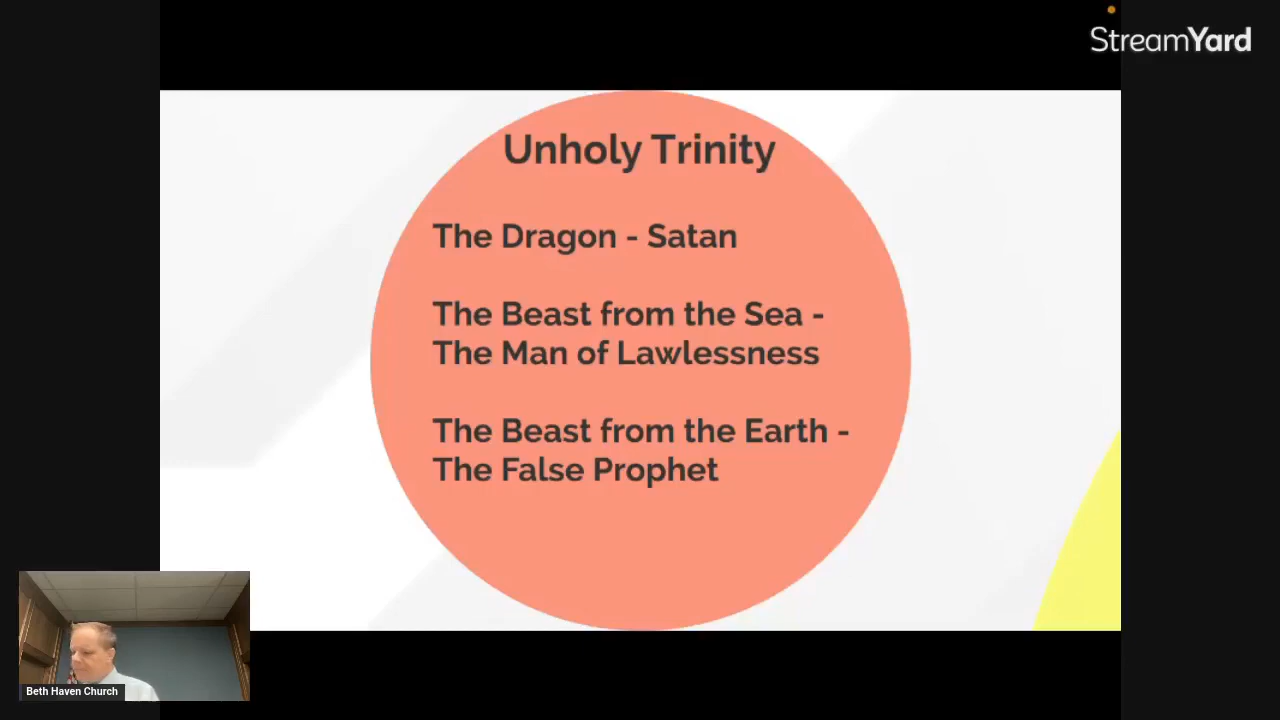 StreamYard
Unholy Trinity
The Dragon - Satan
The Beast from the Sea -
The Man of Lawlessness
The Beast from the Earth -
The False Prophet
Beth Haven Church